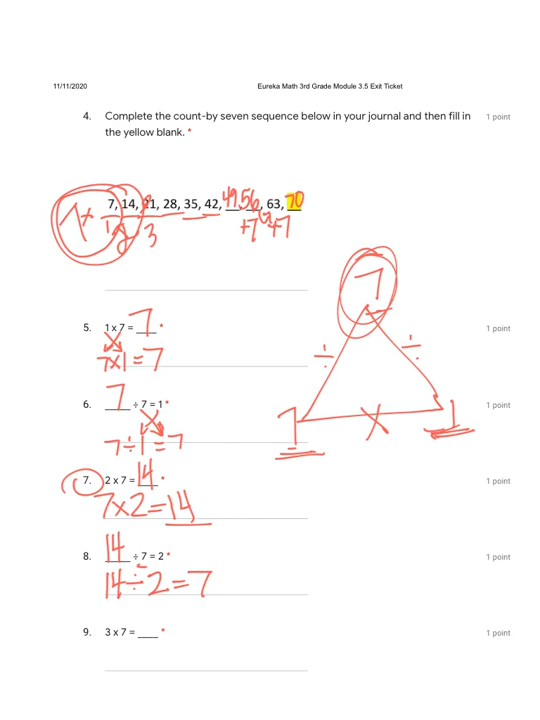 11/11/2020 Eureka Math 3rd Grade Module 3.5 Exit Ticket
4. Complete the count-by seven sequence below in your journal and then fill in 1 point
the yellow blank. *
7, 14, 21, 28, 35, 42, 49, 56, 63, 70
1 2 3 +7 +7
7
5. 1 x 7 = 7 * 1 point
7x1=7
÷ ÷
6. 7 ÷ 7 = 1 * 1 point
7 x 1
7÷1=7
7. 2 x 7 = 14 * 1 point
7x2=14
8. 14 ÷ 7 = 2 * 1 point
14÷2=7
9. 3 x 7 = ___ * 1 point